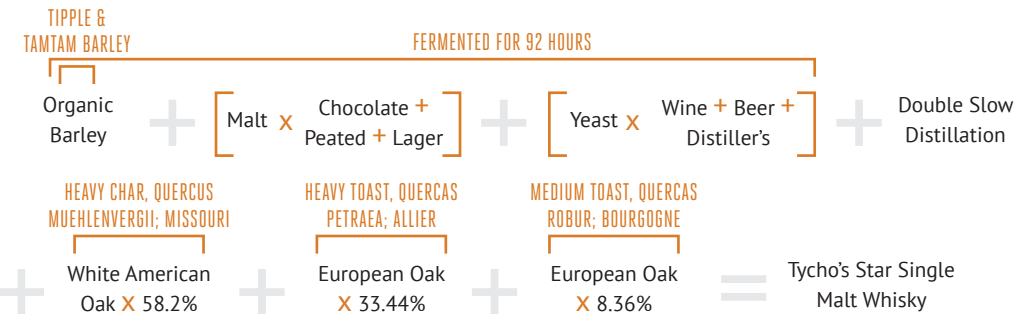 TIPPLE &
TAMTAM BARLEY
FERMENTED FOR 92 HOURS
Organic
Barley
+
Malt x
Chocolate +
Peated + Lager
+
Yeast x
Wine + Beer +
Distiller's
+
Double Slow
Distillation
HEAVY CHAR, QUERCUS
MUEHLENVERGII; MISSOURI
HEAVY TOAST, QUERCAS
PETRAEA; ALLIER
MEDIUM TOAST, QUERCAS
ROBUR; BOURGOGNE
+
White American
Oak X 58.2%
+
European Oak
X 33.44%
+
European Oak
X 8.36%
=
Tycho's Star Single
Malt Whisky